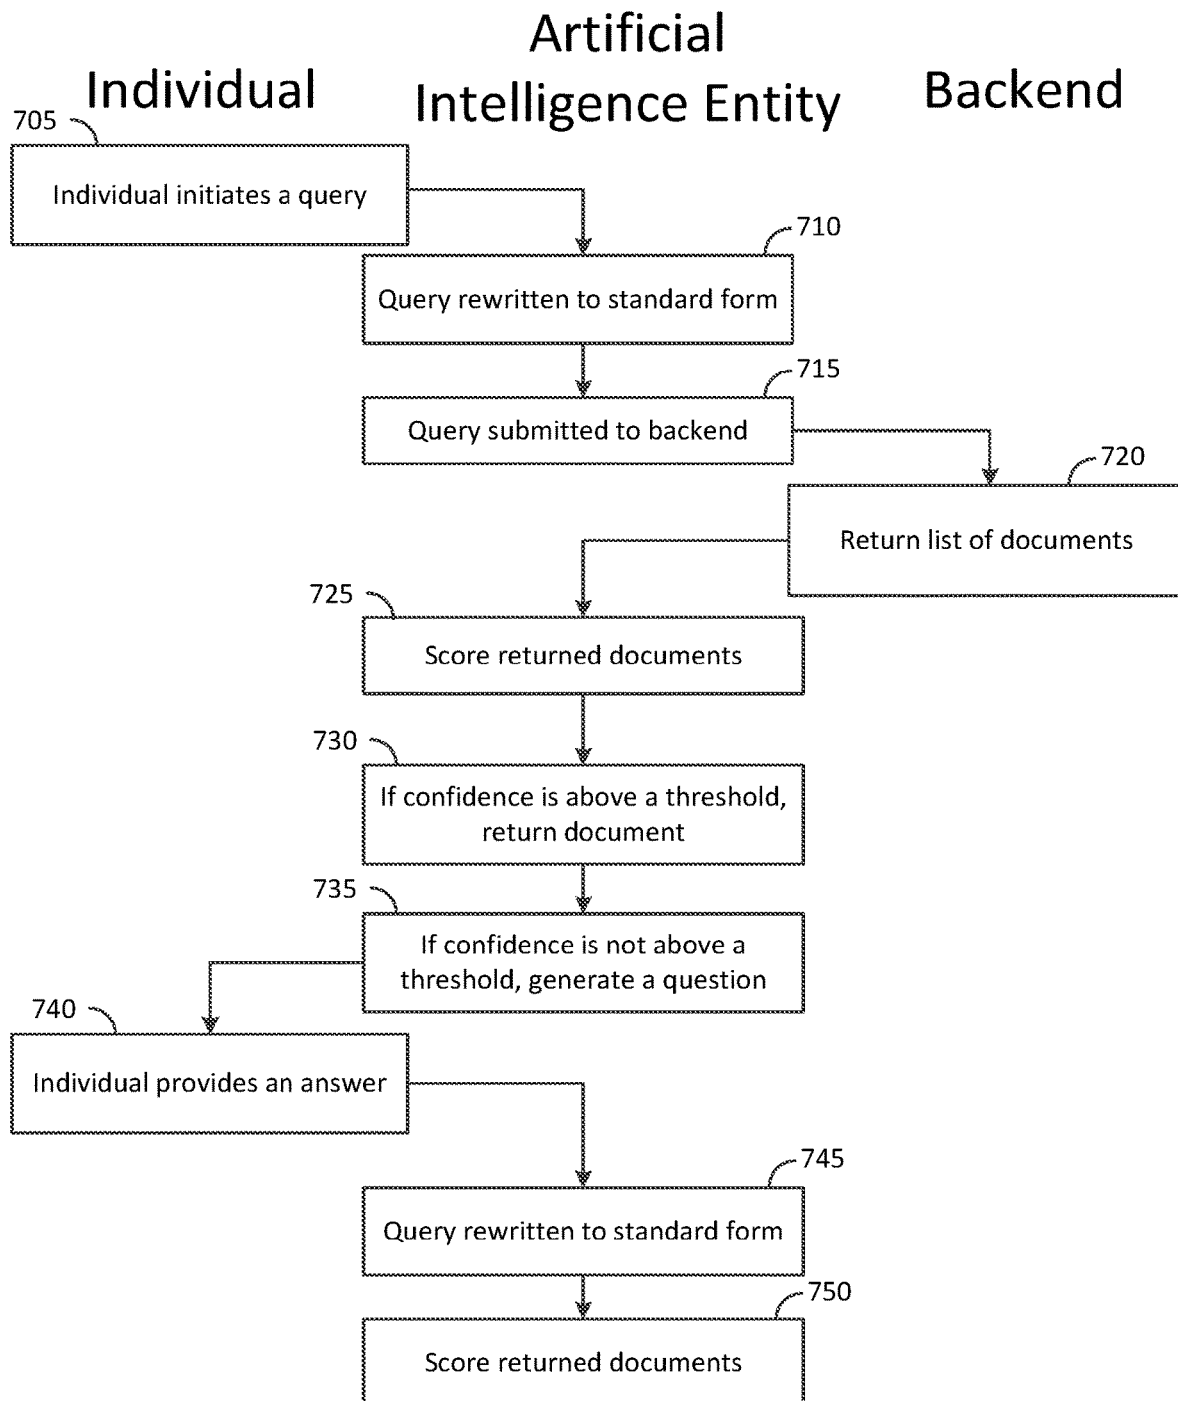 Individual
Artificial
Intelligence Entity
Backend
705
Individual initiates a query
710
Query rewritten to standard form
715
Query submitted to backend
720
Return list of documents
725
Score returned documents
730
If confidence is above a threshold,
return document
735
If confidence is not above a
threshold, generate a question
740
Individual provides an answer
745
Query rewritten to standard form
750
Score returned documents